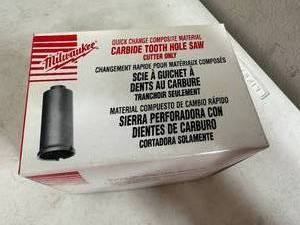 Milwaukee
QUICK CHANGE COMPOSITE MATERIAL
CARBIDE TOOTH HOLE SAW
CUTTER ONLY
CHANGEMENT RAPIDE POUR MATÉRIAUX COMPOSÉS
SCIE À GUICHET À
DENTS AU CARBURE
TRANCHOIR SEULEMENT
MATERIAL COMPUESTO DE CAMBIO RÁPIDO
SIERRA PERFORADORA CON
DIENTES DE CARBURO
CORTADORA SOLAMENTE